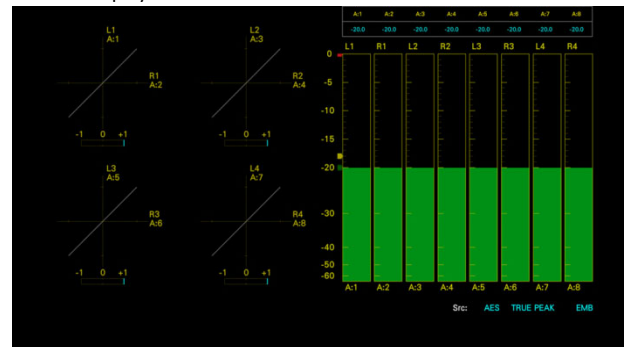 A:1 A:2 A:3 A:4 A:5 A:6 A:7 A:8
-20.0 -20.0 -20.0 -20.0 -20.0 -20.0 -20.0 -20.0
L1 R1 L2 R2 L3 R3 L4 R4
0
-5
-10
-15
-20
-30
-40
-50
-60
A:1 A:2 A:3 A:4 A:5 A:6 A:7 A:8
Src: AES TRUE PEAK EMB
L1
A:1
R1
A:2
-1 0 +1
L2
A:3
R2
A:4
-1 0 +1
L3
A:5
R3
A:6
-1 0 +1
L4
A:7
R4
A:8
-1 0 +1